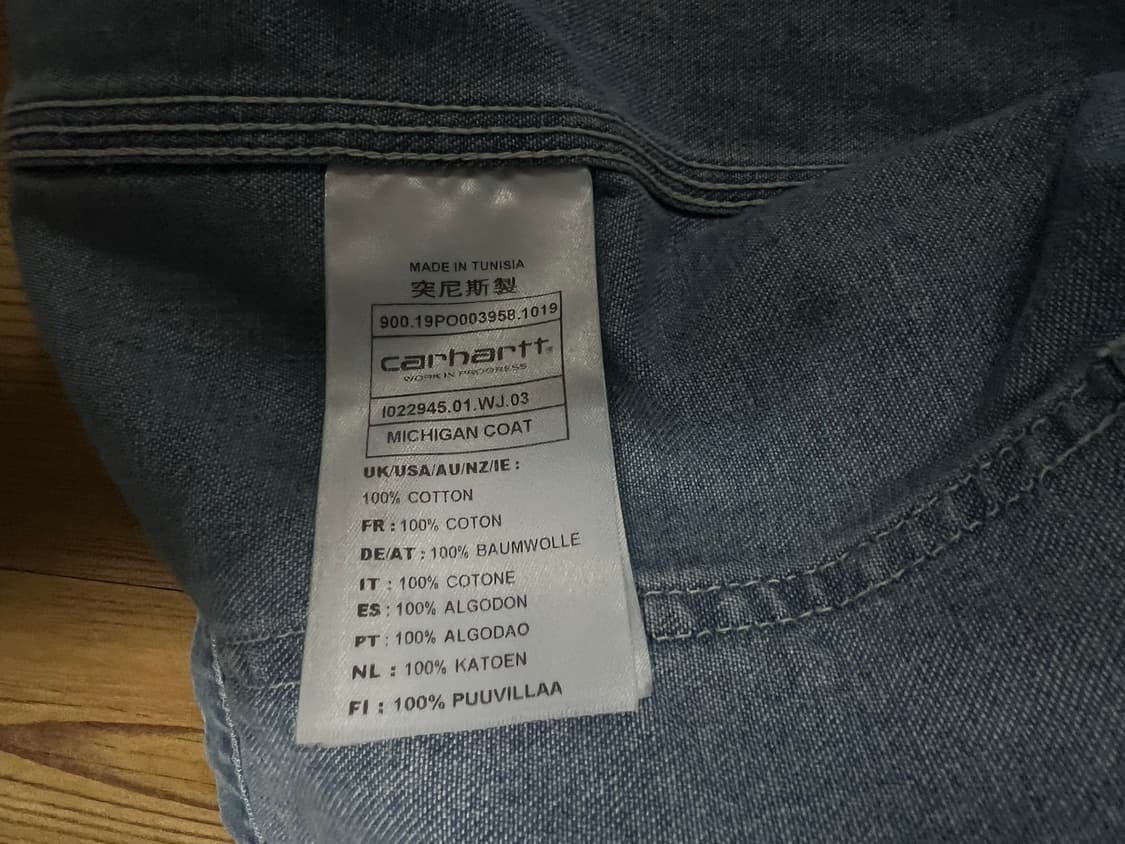 MADE IN TUNISIA
突尼斯製
900.19PO003958.1019
carhartt®
WORK IN PROGRESS
I022945.01.WJ.03
MICHIGAN COAT
UK/USA/AU/NZ/IE :
100% COTTON
FR : 100% COTON
DE/AT : 100% BAUMWOLLE
IT : 100% COTONE
ES : 100% ALGODON
PT : 100% ALGODAO
NL : 100% KATOEN
FI : 100% PUUVILLAA